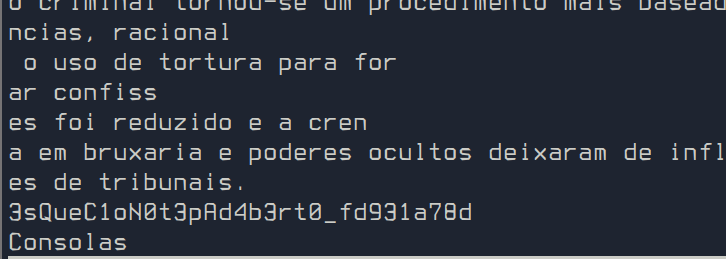 o criminal tornou-se um procedimento mais basead
ncias, racional
 o uso de tortura para for
ar confiss
es foi reduzido e a cren
a em bruxaria e poderes ocultos deixaram de infl
es de tribunais.
3sQueC1oN0t3pAd4b3rt0_fd931a78d
Consolas